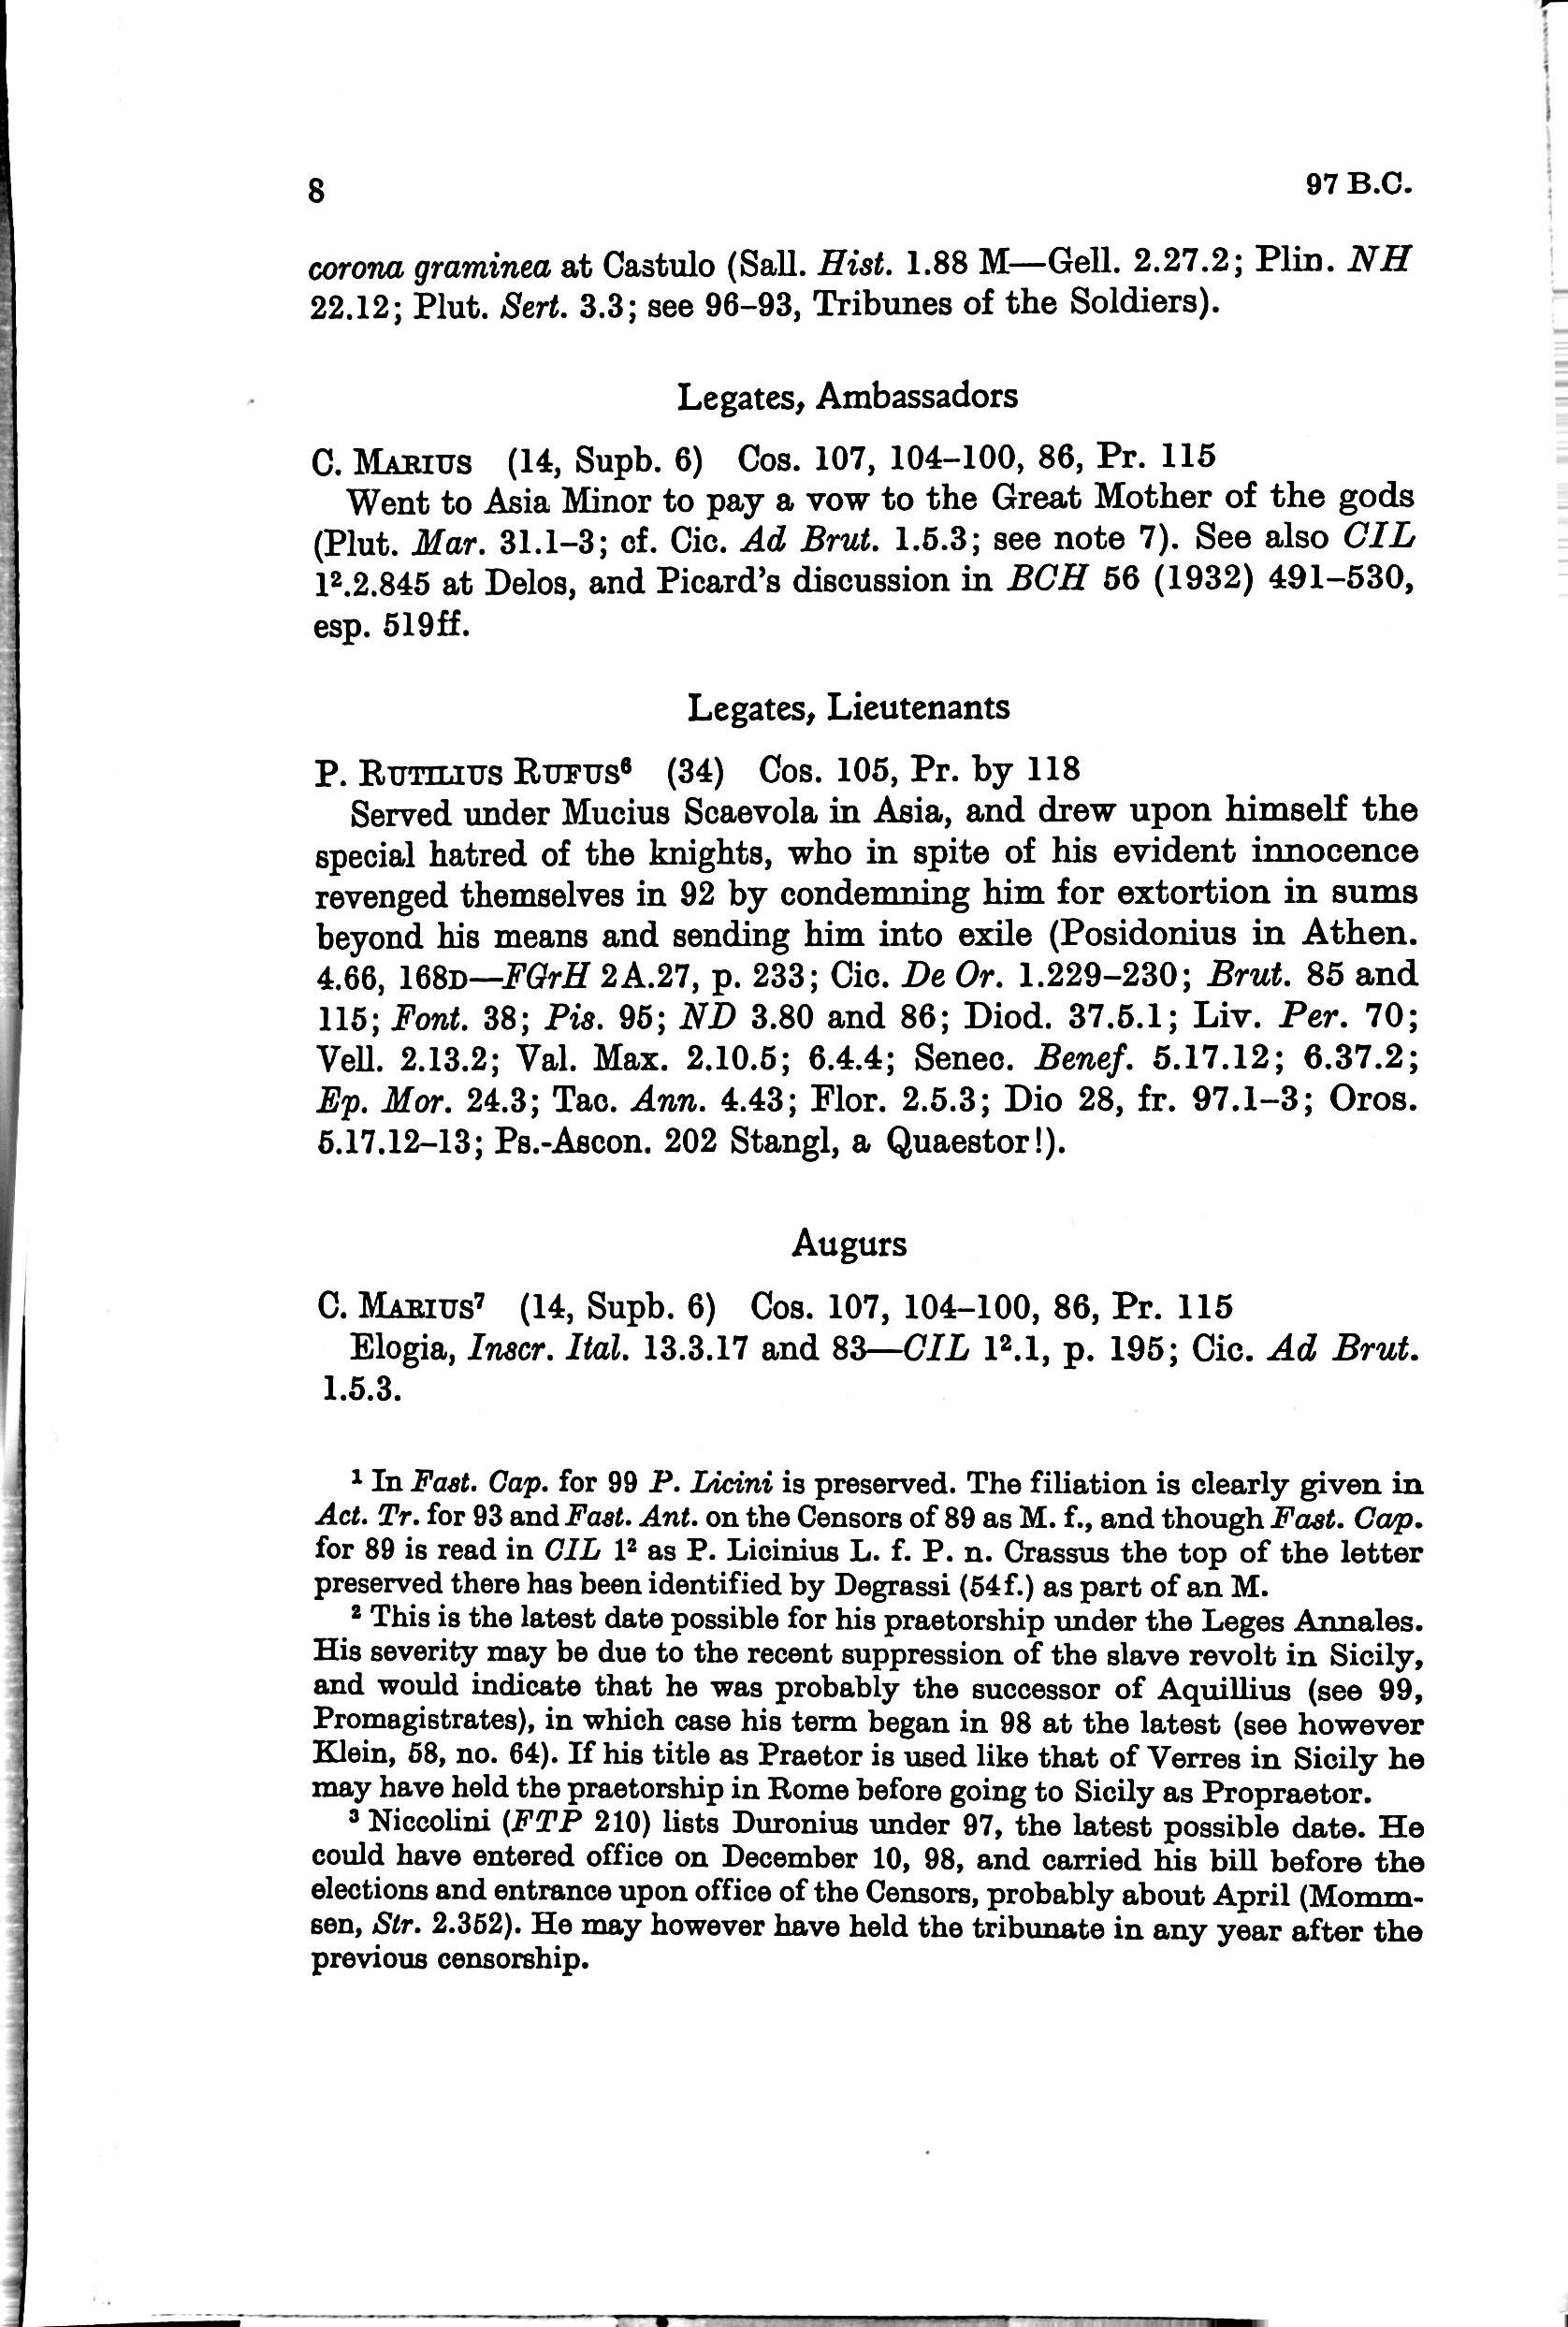 8 97 B.C.
corona graminea at Castulo (Sall. Hist. 1.88 M—Gell. 2.27.2; Plin. NH
22.12; Plut. Sert. 3.3; see 96–93, Tribunes of the Soldiers).
Legates, Ambassadors
C. MARIUS (14, Supb. 6) Cos. 107, 104–100, 86, Pr. 115
Went to Asia Minor to pay a vow to the Great Mother of the gods
(Plut. Mar. 31.1–3; cf. Cic. Ad Brut. 1.5.3; see note 7). See also CIL
1².2.845 at Delos, and Picard's discussion in BCH 56 (1932) 491–530,
esp. 519ff.
Legates, Lieutenants
P. RUTILIUS RUFUS⁶ (34) Cos. 105, Pr. by 118
Served under Mucius Scaevola in Asia, and drew upon himself the
special hatred of the knights, who in spite of his evident innocence
revenged themselves in 92 by condemning him for extortion in sums
beyond his means and sending him into exile (Posidonius in Athen.
4.66, 168D—FGrH 2A.27, p. 233; Cic. De Or. 1.229–230; Brut. 85 and
115; Font. 38; Pis. 95; ND 3.80 and 86; Diod. 37.5.1; Liv. Per. 70;
Vell. 2.13.2; Val. Max. 2.10.5; 6.4.4; Senec. Benef. 5.17.12; 6.37.2;
Ep. Mor. 24.3; Tac. Ann. 4.43; Flor. 2.5.3; Dio 28, fr. 97.1–3; Oros.
5.17.12–13; Ps.-Ascon. 202 Stangl, a Quaestor!).
Augurs
C. MARIUS⁷ (14, Supb. 6) Cos. 107, 104–100, 86, Pr. 115
Elogia, Inscr. Ital. 13.3.17 and 83—CIL 1².1, p. 195; Cic. Ad Brut.
1.5.3.
¹ In Fast. Cap. for 99 P. Licini is preserved. The filiation is clearly given in
Act. Tr. for 93 and Fast. Ant. on the Censors of 89 as M. f., and though Fast. Cap.
for 89 is read in CIL 1² as P. Licinius L. f. P. n. Crassus the top of the letter
preserved there has been identified by Degrassi (54f.) as part of an M.
² This is the latest date possible for his praetorship under the Leges Annales.
His severity may be due to the recent suppression of the slave revolt in Sicily,
and would indicate that he was probably the successor of Aquillius (see 99,
Promagistrates), in which case his term began in 98 at the latest (see however
Klein, 58, no. 64). If his title as Praetor is used like that of Verres in Sicily he
may have held the praetorship in Rome before going to Sicily as Propraetor.
³ Niccolini (FTP 210) lists Duronius under 97, the latest possible date. He
could have entered office on December 10, 98, and carried his bill before the
elections and entrance upon office of the Censors, probably about April (Momm-
sen, Str. 2.352). He may however have held the tribunate in any year after the
previous censorship.